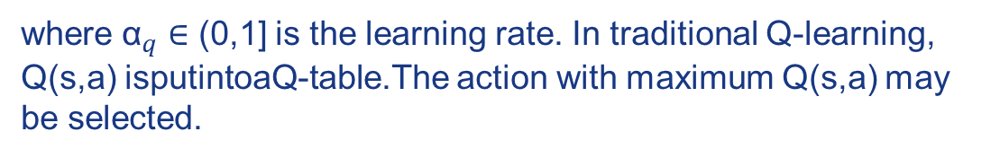 where α_q ∈ (0,1] is the learning rate. In traditional Q-learning,
Q(s,a) isputintoaQ-table.The action with maximum Q(s,a) may
be selected.